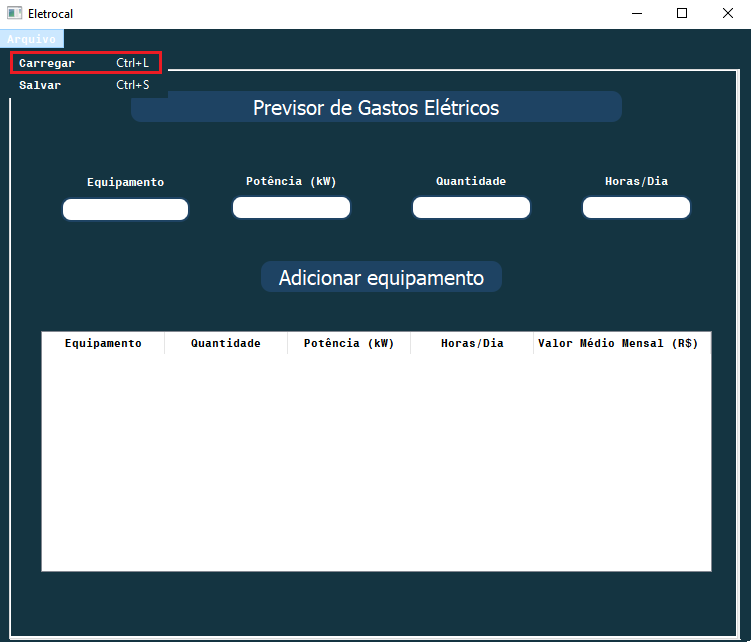 Eletrocal
Arquivo
Carregar Ctrl+L
Salvar Ctrl+S
Previsor de Gastos Elétricos
Equipamento Potência (kW) Quantidade Horas/Dia
Adicionar equipamento
Equipamento Quantidade Potência (kW) Horas/Dia Valor Médio Mensal (R$)